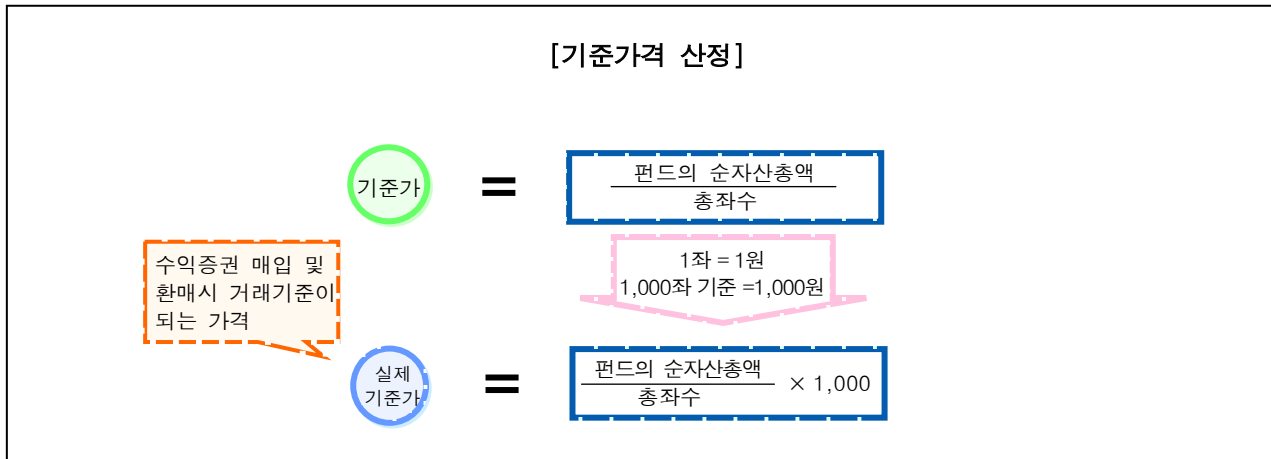 [기준가격 산정]
기준가
=
펀드의 순자산총액
총좌수
수익증권 매입 및
환매시 거래기준이
되는 가격
1좌 = 1원
1,000좌 기준 =1,000원
실제
기준가
=
펀드의 순자산총액
총좌수
× 1,000